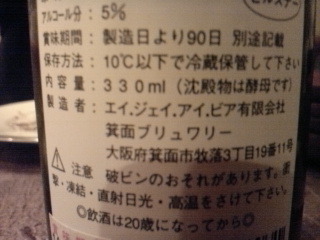 アルコール分： 5%
賞味期間： 製造日より90日 別途記載
保存方法： 10℃以下で冷蔵保管して下さい
内容量： 330ml (沈殿物は酵母です)
製造者： エイ.ジェイ.アイ.ビア有限会社
箕面ブリュワリー
大阪府箕面市牧落3丁目19番11号
注意 破ビンのおそれがあります。衝
撃・凍結・直射日光・高温をさけて下さい。
◎飲酒は20歳になってから◎